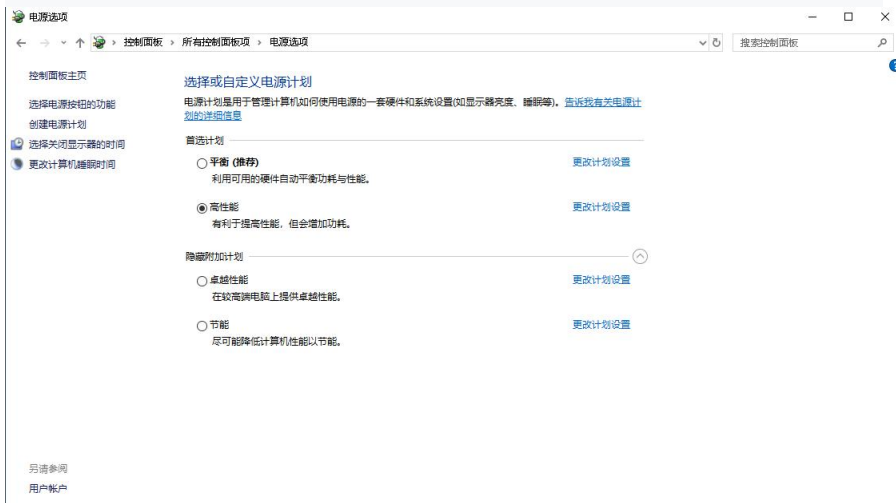 电源选项
控制面板 › 所有控制面板项 › 电源选项
搜索控制面板
控制面板主页
选择电源按钮的功能
创建电源计划
选择关闭显示器的时间
更改计算机睡眠时间
选择或自定义电源计划
电源计划是用于管理计算机如何使用电源的一套硬件和系统设置(如显示器亮度、睡眠等)。告诉我有关电源计
划的详细信息
首选计划
平衡 (推荐) 更改计划设置
利用可用的硬件自动平衡功耗与性能。
高性能 更改计划设置
有利于提高性能，但会增加功耗。
隐藏附加计划
卓越性能 更改计划设置
在较高端电脑上提供卓越性能。
节能 更改计划设置
尽可能降低计算机性能以节能。
另请参阅
用户帐户